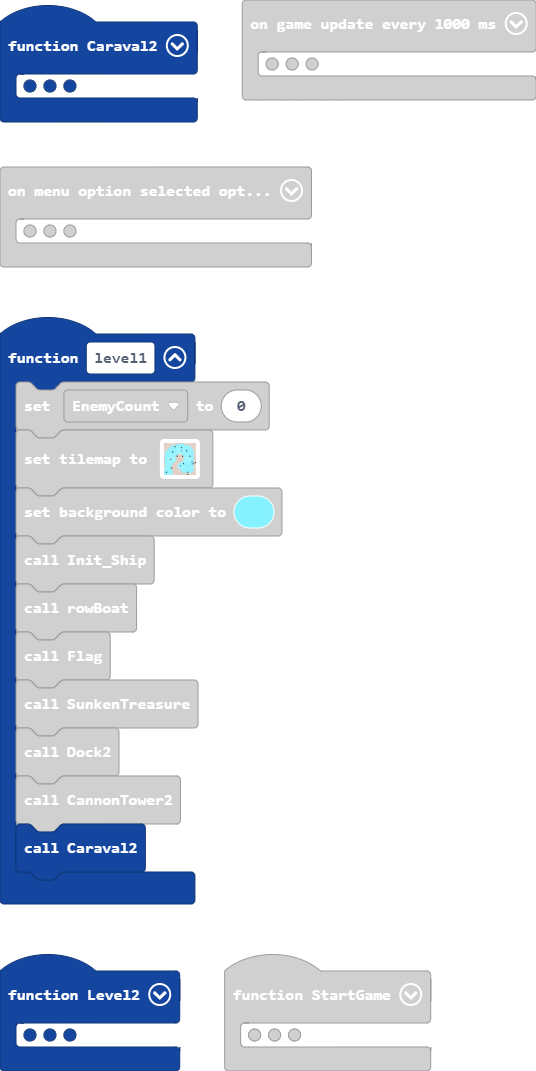 function Caraval2
on game update every 1000 ms
on menu option selected opt...
function level1
set EnemyCount to 0
set tilemap to
set background color to
call Init_Ship
call rowBoat
call Flag
call SunkenTreasure
call Dock2
call CannonTower2
call Caraval2
function Level2
function StartGame